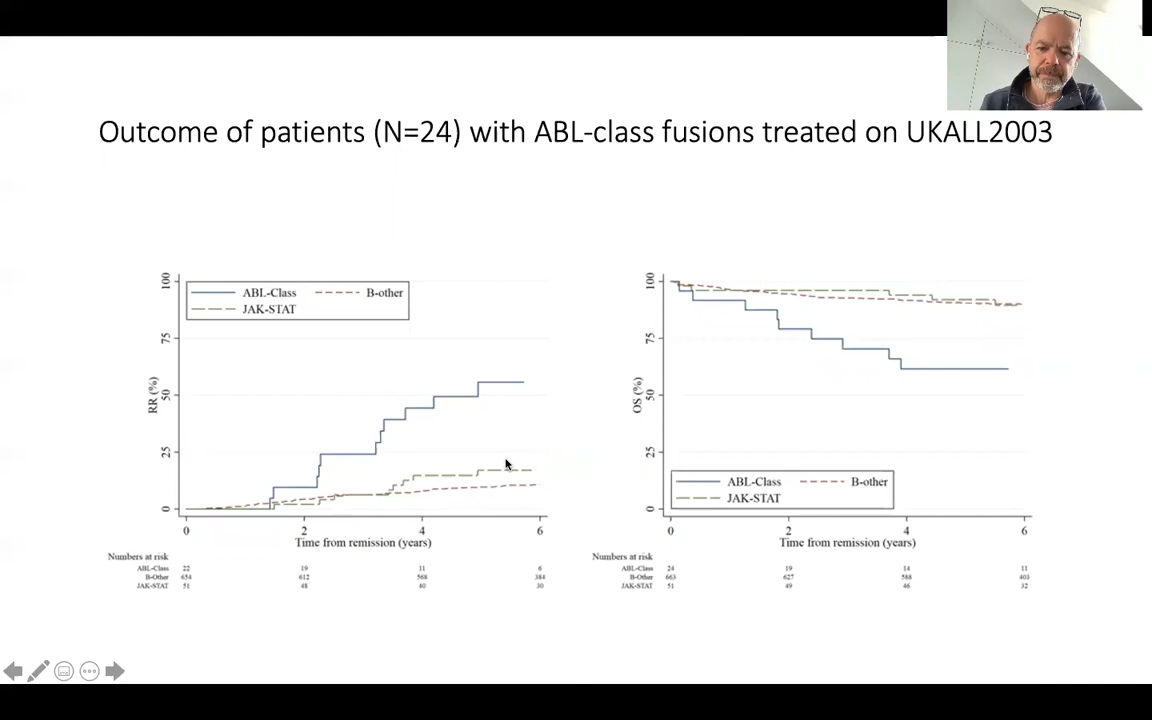 Outcome of patients (N=24) with ABL-class fusions treated on UKALL2003
ABL-Class B-other
JAK-STAT
RR (%)
100
75
50
25
0
0 2 4 6
Time from remission (years)
Numbers at risk
ABL-Class 22 19 11 6
B-Other 654 612 568 384
JAK-STAT 51 48 40 30
OS (%)
100
75
50
25
0
ABL-Class B-other
JAK-STAT
0 2 4 6
Time from remission (years)
Numbers at risk
ABL-Class 24 19 14 11
B-Other 663 627 588 403
JAK-STAT 51 49 46 32